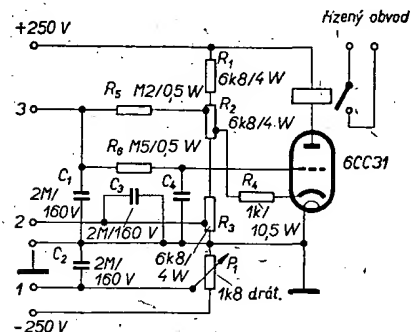 Řízený obvod
+250 V
R1
6k8/4 W
R5 M2/0,5 W
R2
6k8/4 W
3
R6 M5/0,5 W
6CC31
C1
C3
C4
R4
1k/
10,5 W
2M/
160 V
2
2M/160 V
R3
C2
6k8/
4 W
2M/
160 V
P1
1
1k8 drát.
-250 V